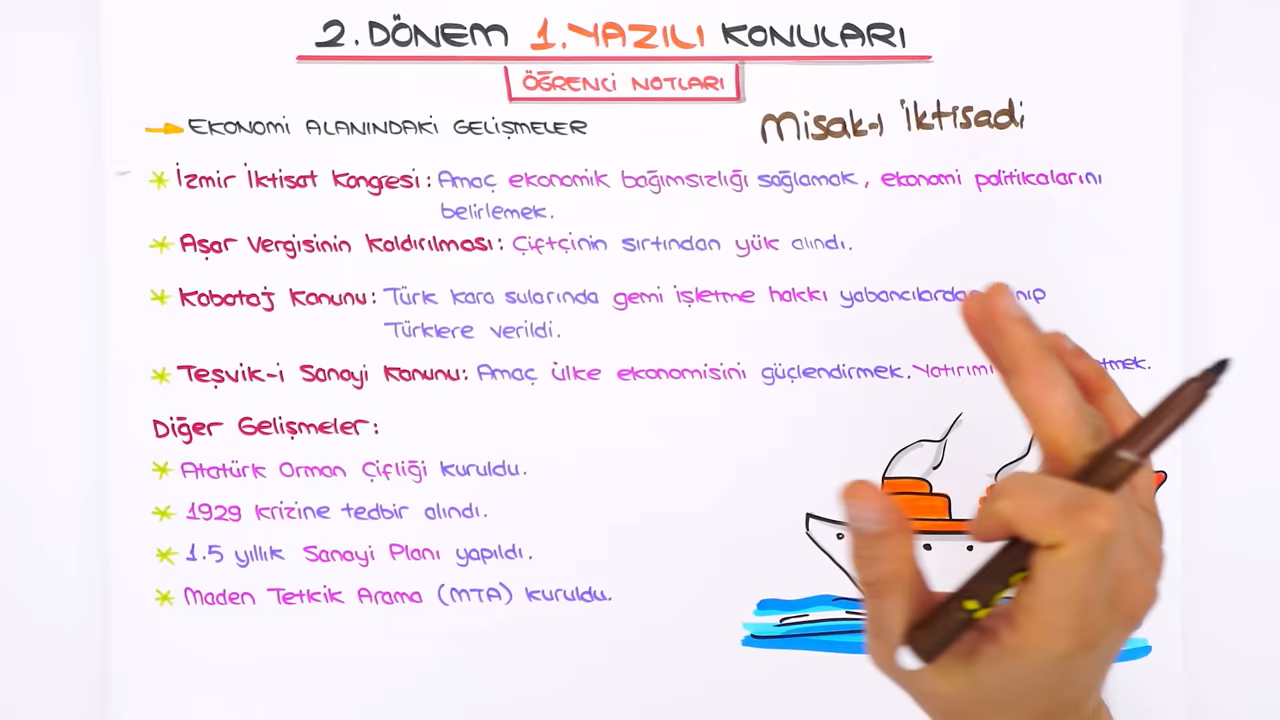 2. DÖNEM 1. YAZILI KONULARI
ÖĞRENCİ NOTLARI
EKONOMİ ALANINDAKİ GELİŞMELER
Misak-ı İktisadi
* İzmir İktisat Kongresi: Amaç ekonomik bağımsızlığı sağlamak, ekonomi politikalarını
belirlemek.
* Aşar Vergisinin Kaldırılması: Çiftçinin sırtından yük alındı.
* Kabotaj Kanunu: Türk kara sularında gemi işletme hakkı
Türklere verildi.
* Teşvik-i Sanayi Kanunu: Amaç ülke ekonomisini güçlendirmek.
Diğer Gelişmeler:
* Atatürk Orman Çifliği kuruldu.
* 1929 krizine tedbir alındı.
* 1.5 yıllık Sanayi Planı yapıldı.
* Maden Tetkik Arama (MTA) kuruldu.